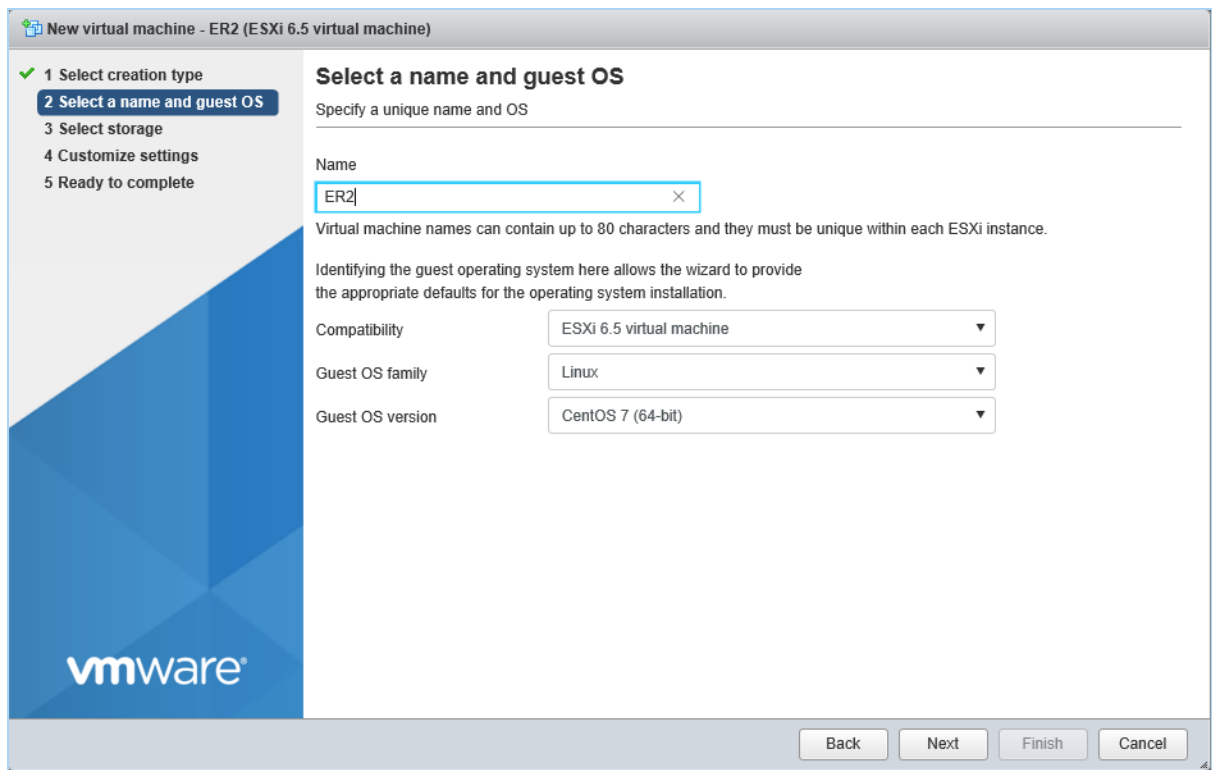 New virtual machine - ER2 (ESXi 6.5 virtual machine)
1 Select creation type
2 Select a name and guest OS
3 Select storage
4 Customize settings
5 Ready to complete
Select a name and guest OS
Specify a unique name and OS
Name
ER2
Virtual machine names can contain up to 80 characters and they must be unique within each ESXi instance.
Identifying the guest operating system here allows the wizard to provide
the appropriate defaults for the operating system installation.
Compatibility ESXi 6.5 virtual machine
Guest OS family Linux
Guest OS version CentOS 7 (64-bit)
vmware®
Back Next Finish Cancel